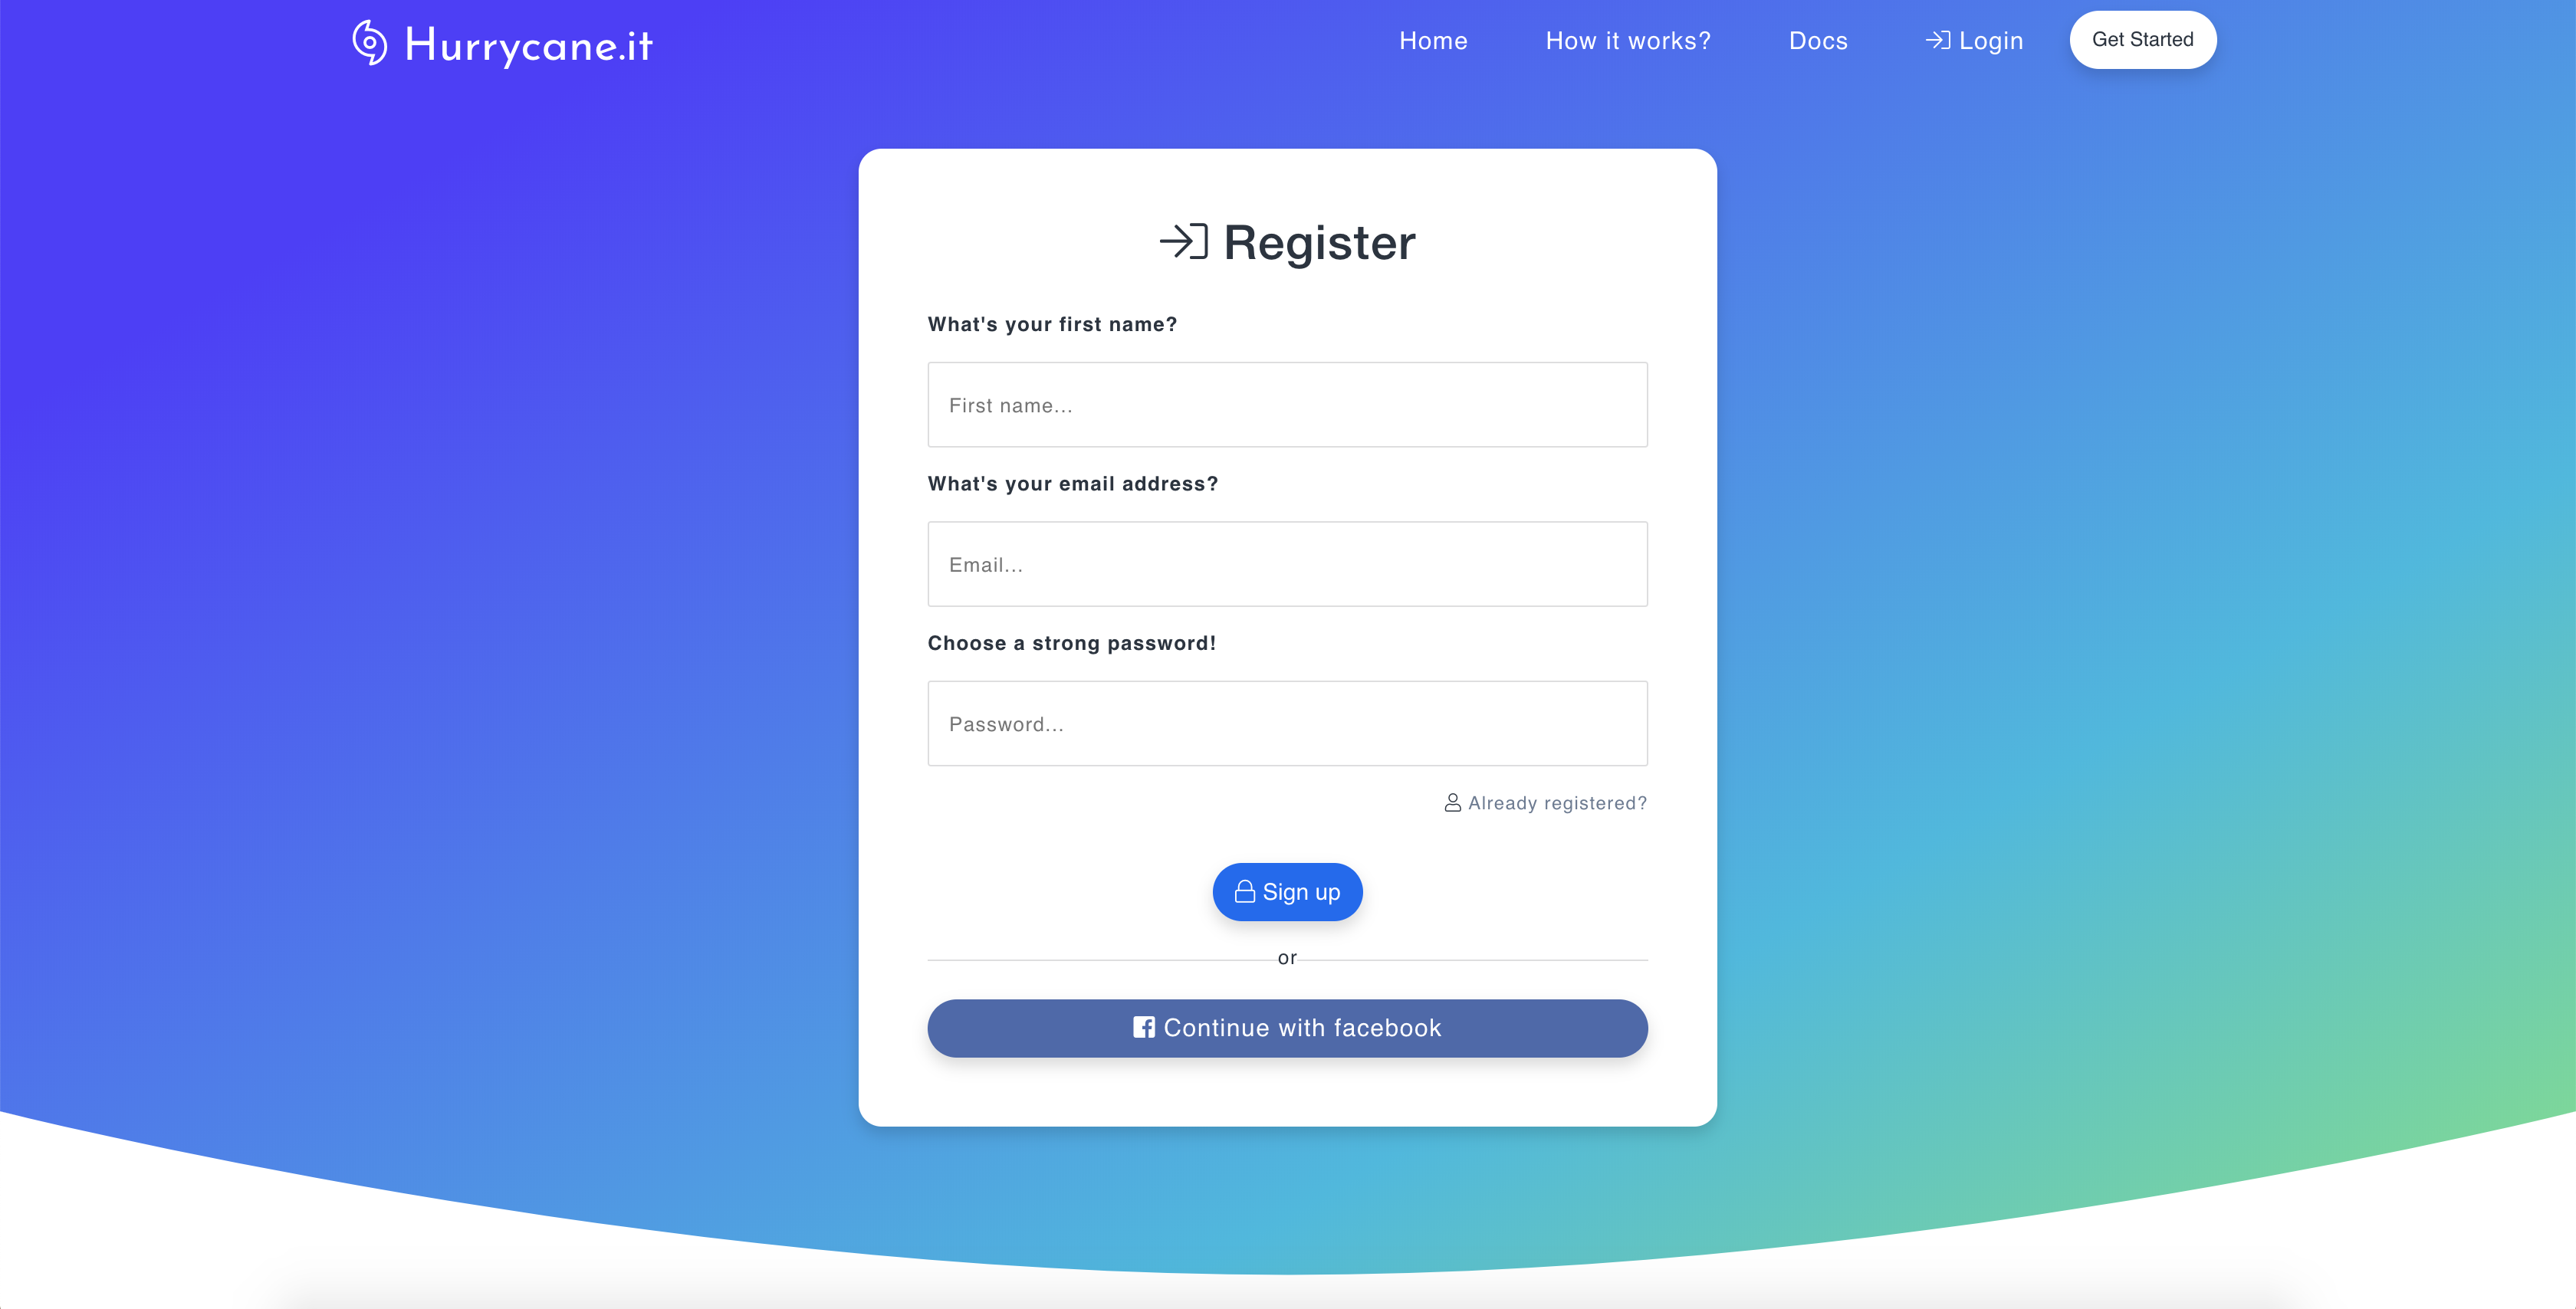 Hurrycane.it
Home
How it works?
Docs
Login
Get Started
Register
What's your first name?
First name...
What's your email address?
Email...
Choose a strong password!
Password...
Already registered?
Sign up
or
Continue with facebook